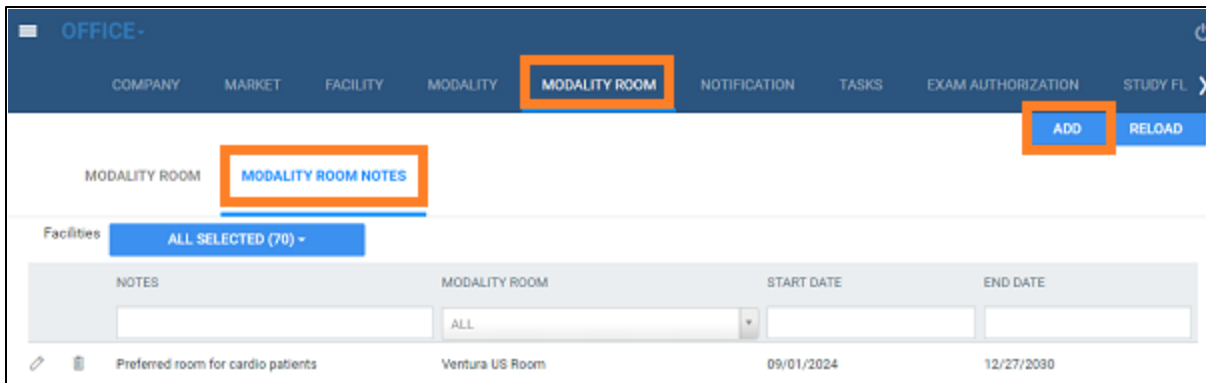 OFFICE-
COMPANY MARKET FACILITY MODALITY MODALITY ROOM NOTIFICATION TASKS EXAM AUTHORIZATION STUDY FL
ADD RELOAD
MODALITY ROOM MODALITY ROOM NOTES
Facilities ALL SELECTED (70)
NOTES MODALITY ROOM START DATE END DATE
ALL
Preferred room for cardio patients Ventura US Room 09/01/2024 12/27/2030